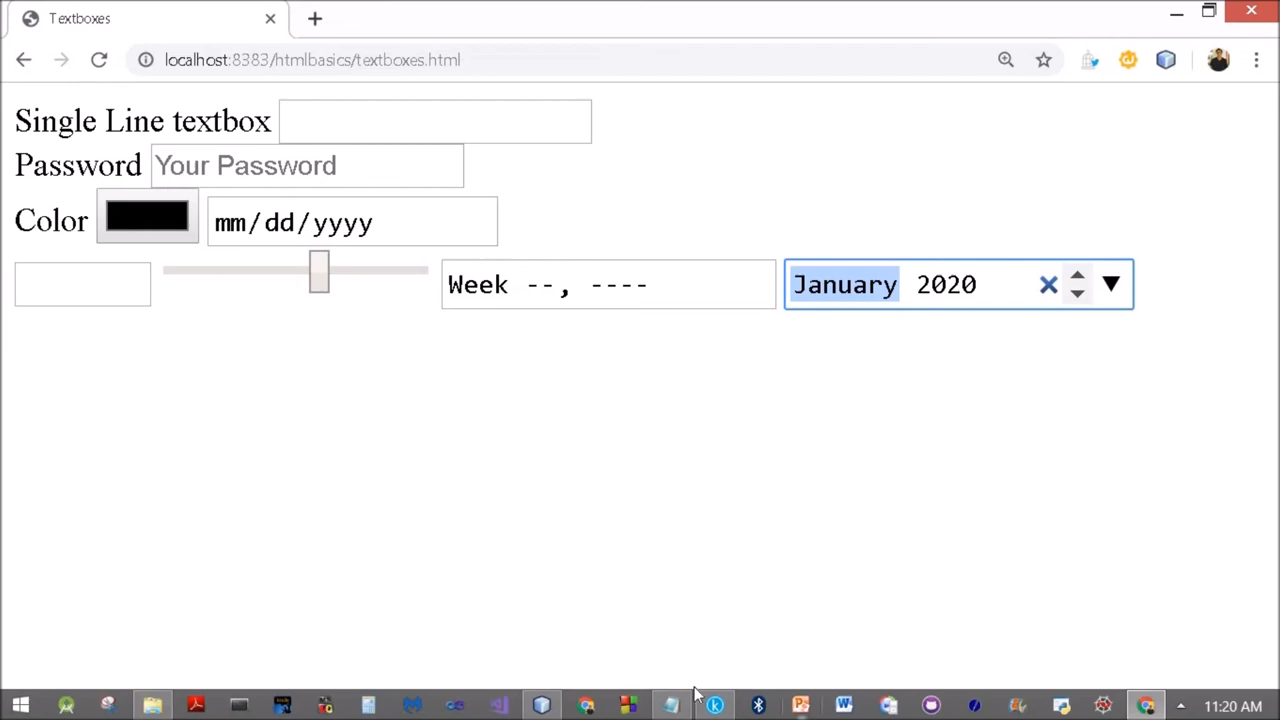 Textboxes
localhost:8383/htmlbasics/textboxes.html
Single Line textbox
Password Your Password
Color mm/dd/yyyy
Week --, ---- January 2020
11:20 AM